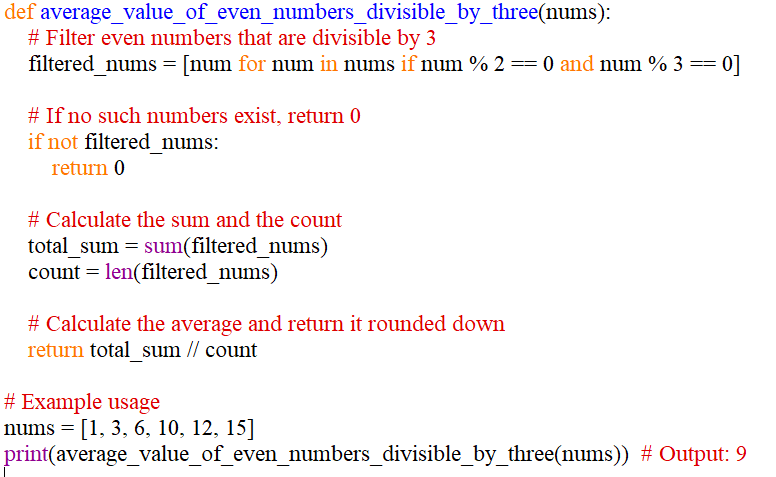 def average_value_of_even_numbers_divisible_by_three(nums):
    # Filter even numbers that are divisible by 3
    filtered_nums = [num for num in nums if num % 2 == 0 and num % 3 == 0]

    # If no such numbers exist, return 0
    if not filtered_nums:
        return 0

    # Calculate the sum and the count
    total_sum = sum(filtered_nums)
    count = len(filtered_nums)

    # Calculate the average and return it rounded down
    return total_sum // count

# Example usage
nums = [1, 3, 6, 10, 12, 15]
print(average_value_of_even_numbers_divisible_by_three(nums))  # Output: 9